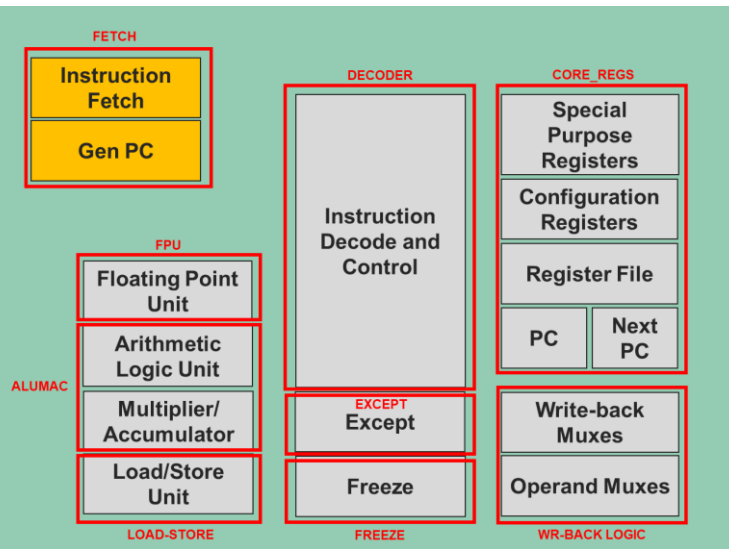 FETCH
Instruction
Fetch
Gen PC
FPU
Floating Point
Unit
ALUMAC
Arithmetic
Logic Unit
Multiplier/
Accumulator
Load/Store
Unit
LOAD-STORE
DECODER
Instruction
Decode and
Control
EXCEPT
Except
Freeze
FREEZE
CORE_REGS
Special
Purpose
Registers
Configuration
Registers
Register File
PC
Next
PC
Write-back
Muxes
Operand Muxes
WR-BACK LOGIC